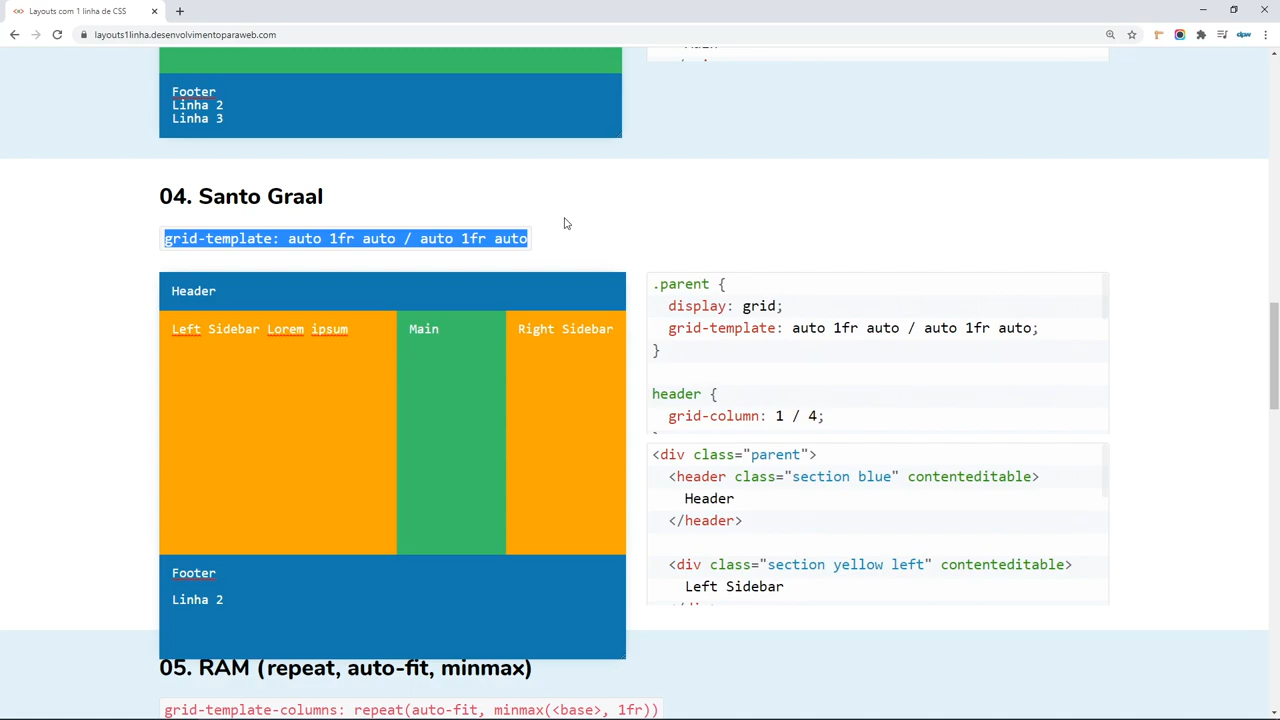 Layouts com 1 linha de CSS
layouts1linha.desenvolvimentoparaweb.com
dpw
Footer
Linha 2
Linha 3
04. Santo Graal
grid-template: auto 1fr auto / auto 1fr auto
Header
Left Sidebar Lorem ipsum
Main
Right Sidebar
Footer
Linha 2
.parent {
display: grid;
grid-template: auto 1fr auto / auto 1fr auto;
}
header {
grid-column: 1 / 4;
<div class="parent">
<header class="section blue" contenteditable>
Header
</header>
<div class="section yellow left" contenteditable>
Left Sidebar
05. RAM (repeat, auto-fit, minmax)
grid-template-columns: repeat(auto-fit, minmax(<base>, 1fr))